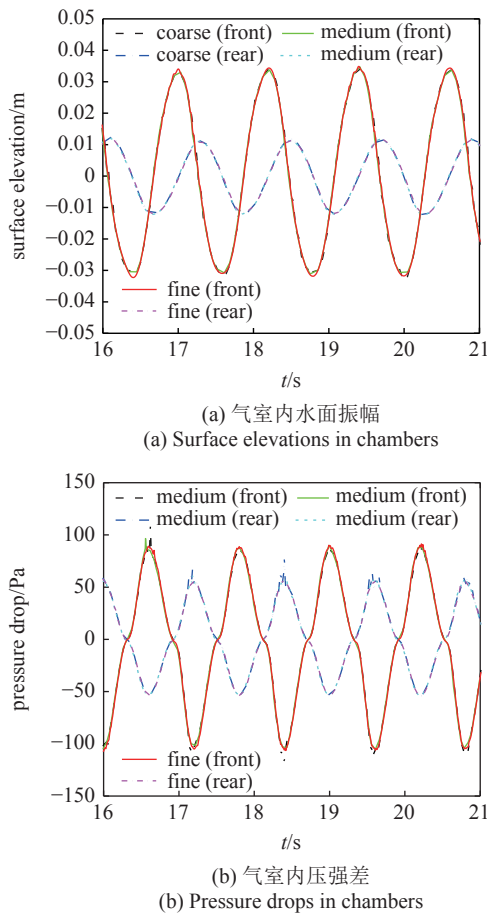 coarse (front) medium (front)
coarse (rear) medium (rear)
0.05
0.04
0.03
0.02
0.01
0
−0.01
−0.02
−0.03
−0.04
−0.05
surface elevation/m
fine (front)
fine (rear)
16 17 18 19 20 21
t/s
(a) 气室内水面振幅
(a) Surface elevations in chambers
medium (front) medium (front)
medium (rear) medium (rear)
150
100
50
0
−50
−100
−150
pressure drop/Pa
fine (front)
fine (rear)
16 17 18 19 20 21
t/s
(b) 气室内压强差
(b) Pressure drops in chambers